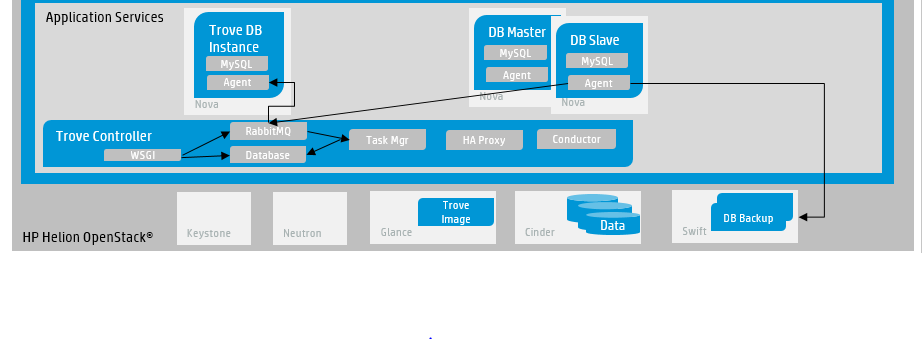 Application Services
Trove DB
Instance
MySQL
Agent
Nova
DB Master
MySQL
Agent
Nova
DB Slave
MySQL
Agent
Nova
Trove Controller
WSGI
RabbitMQ
Database
Task Mgr
HA Proxy
Conductor
HP Helion OpenStack®
Keystone
Neutron
Glance
Trove
Image
Cinder
Data
Swift
DB Backup